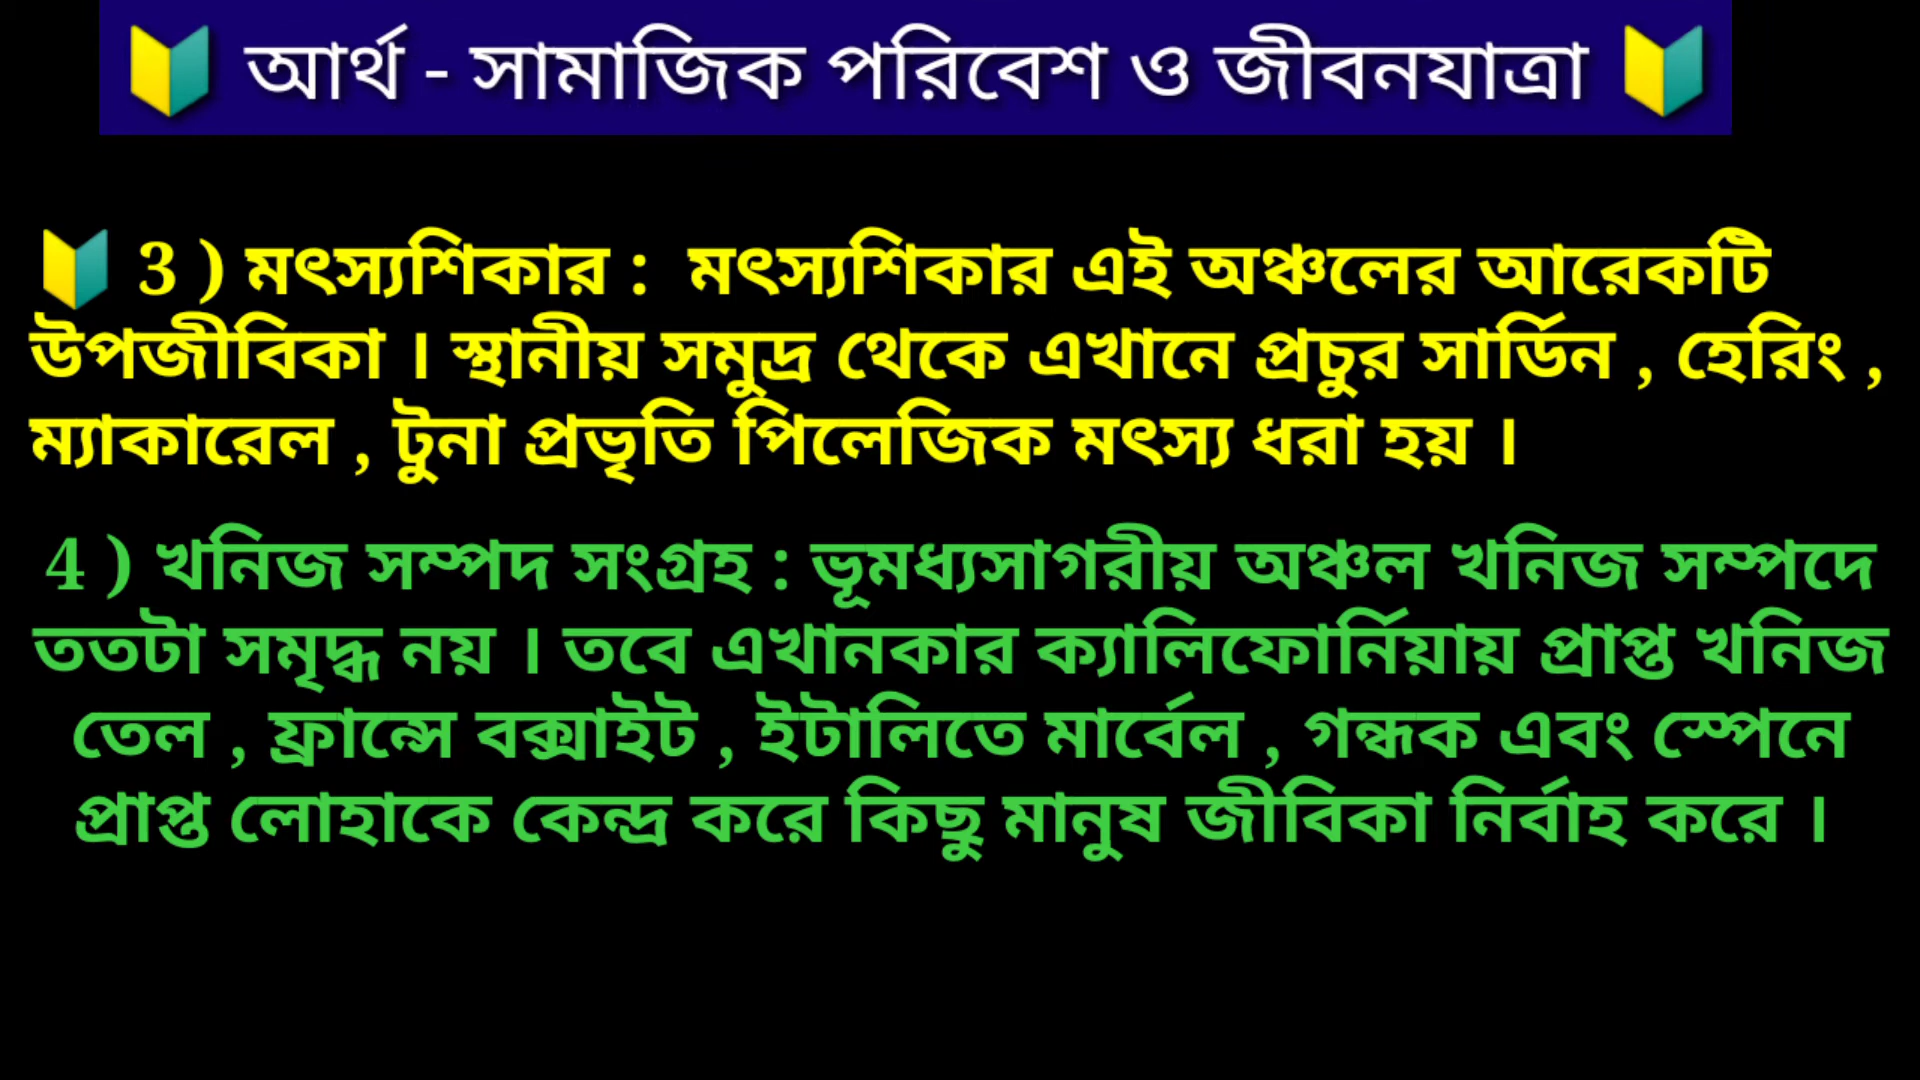 🔰 আর্থ - সামাজিক পরিবেশ ও জীবনযাত্রা 🔰
🔰 3 ) মৎস্যশিকার : মৎস্যশিকার এই অঞ্চলের আরেকটি
উপজীবিকা । স্থানীয় সমুদ্র থেকে এখানে প্রচুর সার্ডিন , হেরিং ,
ম্যাকারেল , টুনা প্রভৃতি পিলেজিক মৎস্য ধরা হয় ।
4 ) খনিজ সম্পদ সংগ্রহ : ভূমধ্যসাগরীয় অঞ্চল খনিজ সম্পদে
ততটা সমৃদ্ধ নয় । তবে এখানকার ক্যালিফোর্নিয়ায় প্রাপ্ত খনিজ
তেল , ফ্রান্সে বক্সাইট , ইটালিতে মার্বেল , গন্ধক এবং স্পেনে
প্রাপ্ত লোহাকে কেন্দ্র করে কিছু মানুষ জীবিকা নির্বাহ করে ।